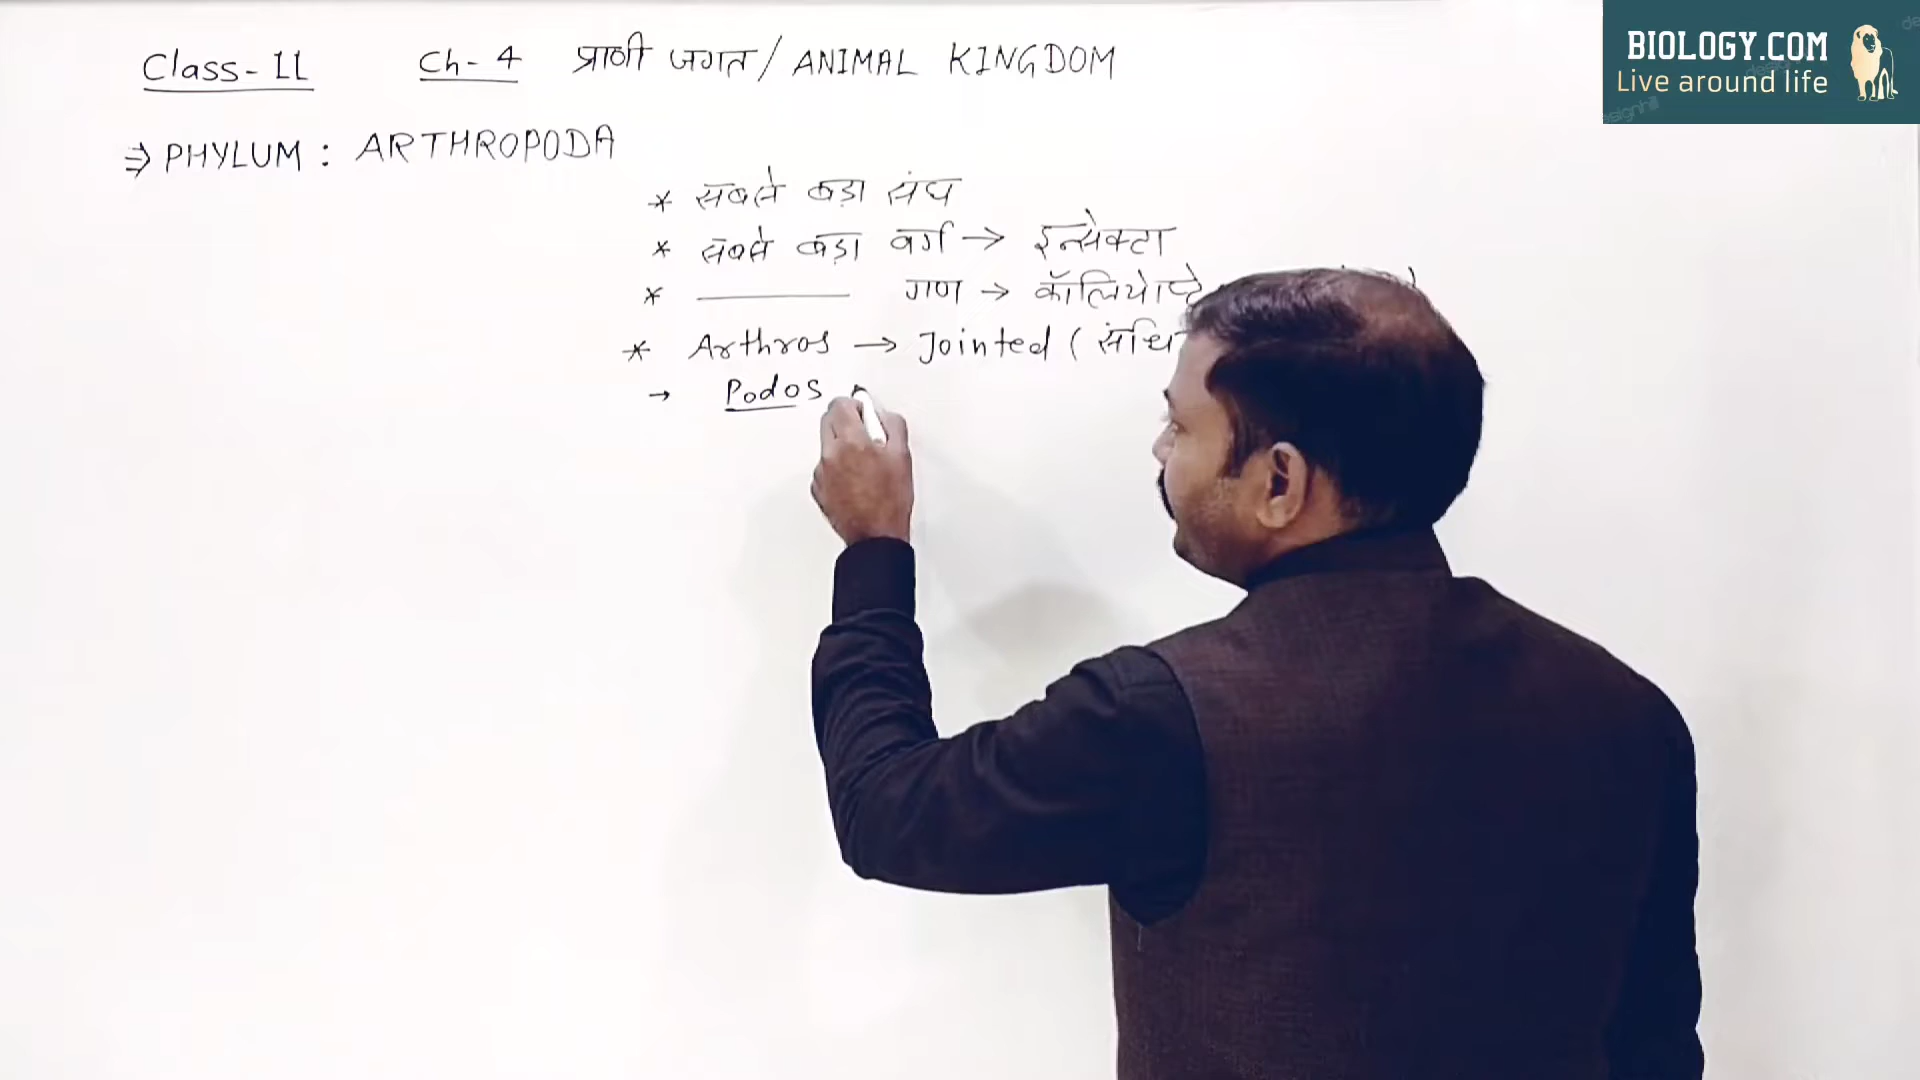 Class-11 Ch-4 प्राणी जगत/ ANIMAL KINGDOM
BIOLOGY.COM
Live around life
⇒ PHYLUM : ARTHROPODA
* सबसे बड़ा संघ
* सबसे बड़ा वर्ग → इन्सेक्टा
* ——— गण → कॉलियोप्टे
* Arthros → Jointed ( संधि
→ Podos